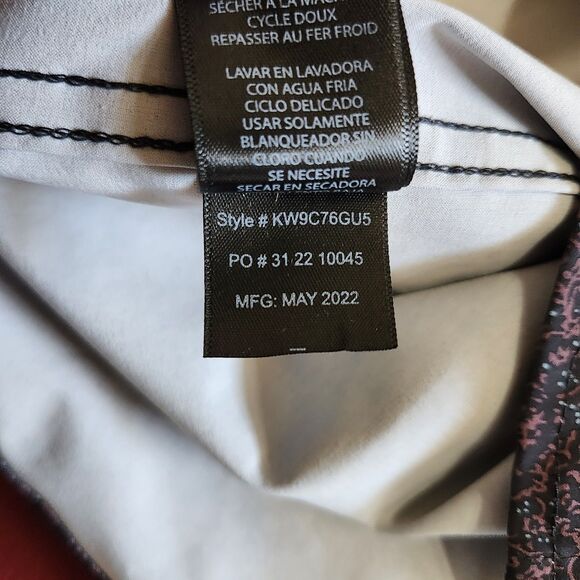 SÉCHER À LA
CYCLE DOUX
REPASSER AU FER FROID
LAVAR EN LAVADORA
CON AGUA FRIA
CICLO DELICADO
USAR SOLAMENTE
BLANQUEADOR SIN
CLORO CUANDO
SE NECESITE
SECAR EN SECADORA
Style # KW9C76GU5
PO # 31 22 10045
MFG: MAY 2022